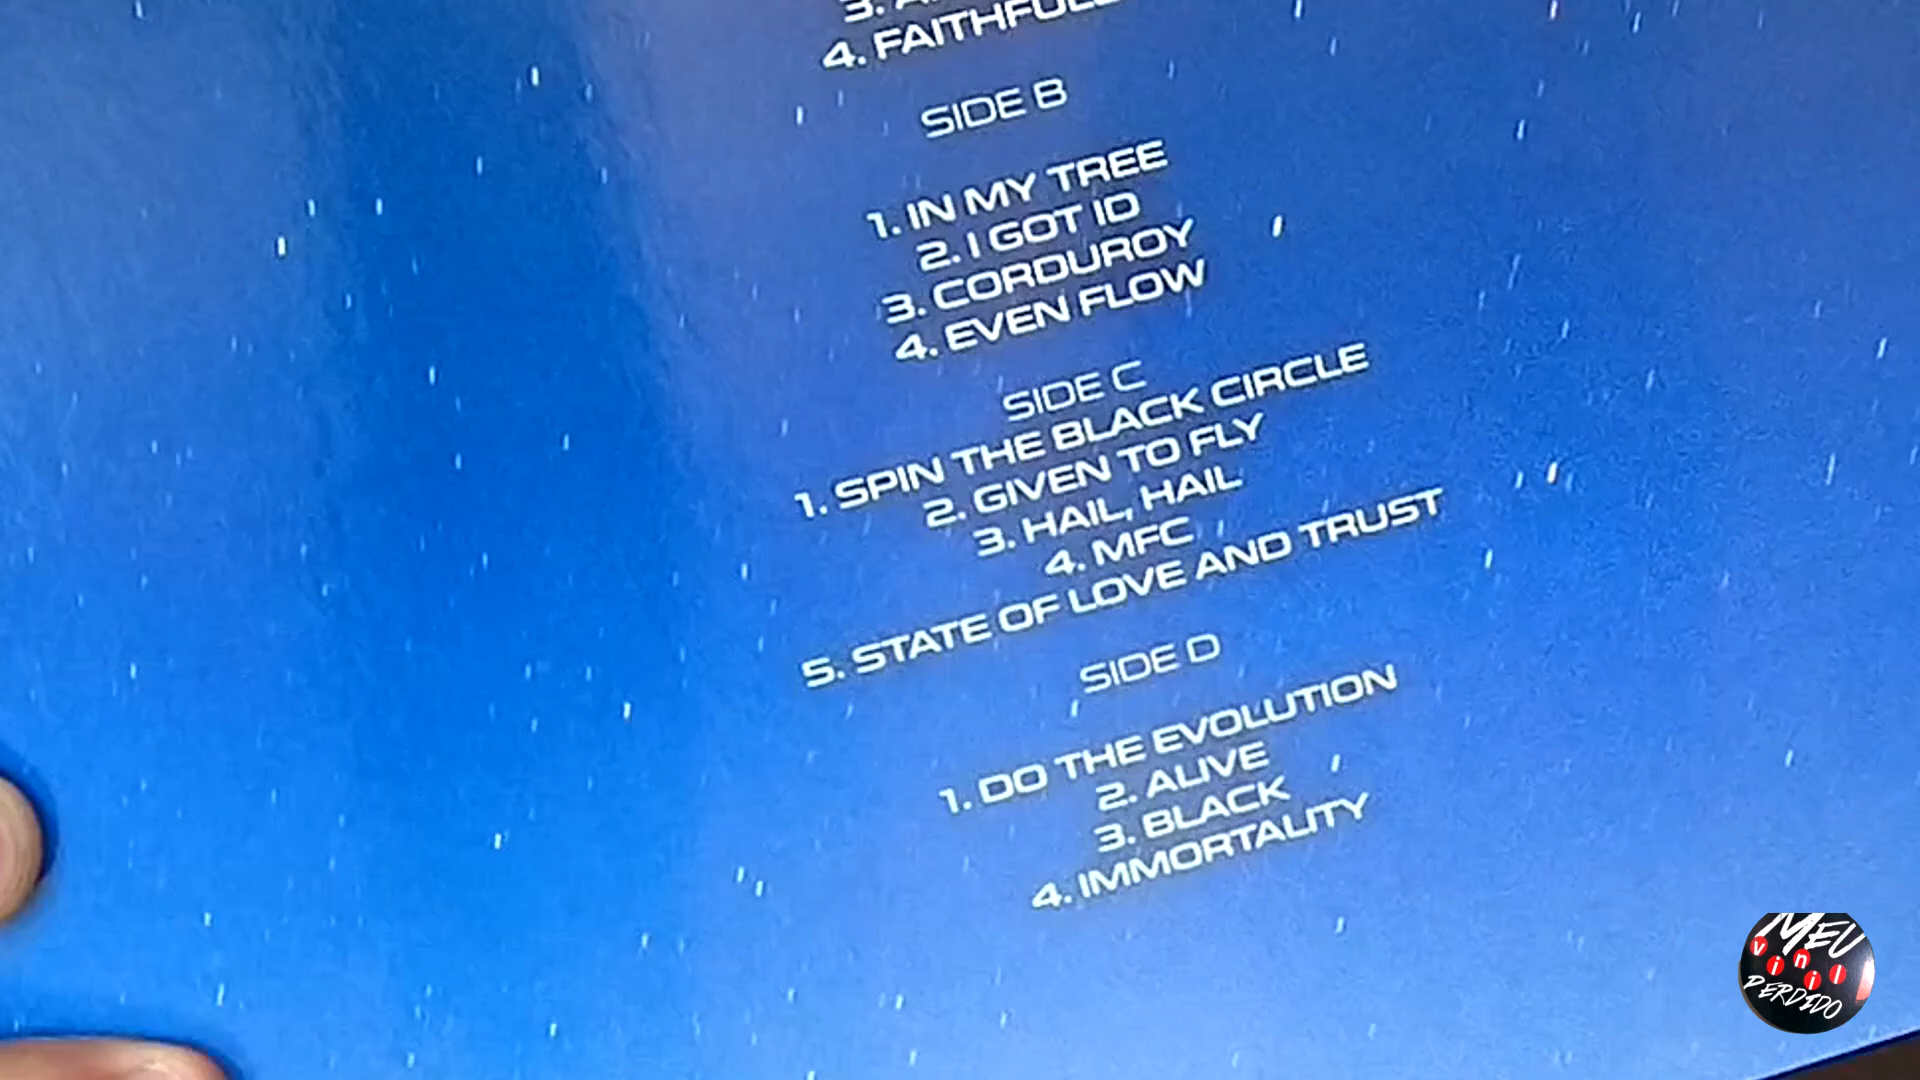 3.
4. FAITHFULL
SIDE B
1. IN MY TREE
2. I GOT ID
3. CORDUROY
4. EVEN FLOW
SIDE C
1. SPIN THE BLACK CIRCLE
2. GIVEN TO FLY
3. HAIL, HAIL
4. MFC
5. STATE OF LOVE AND TRUST
SIDE D
1. DO THE EVOLUTION
2. ALIVE
3. BLACK
4. IMMORTALITY
MEU
vinil
PERDIDO